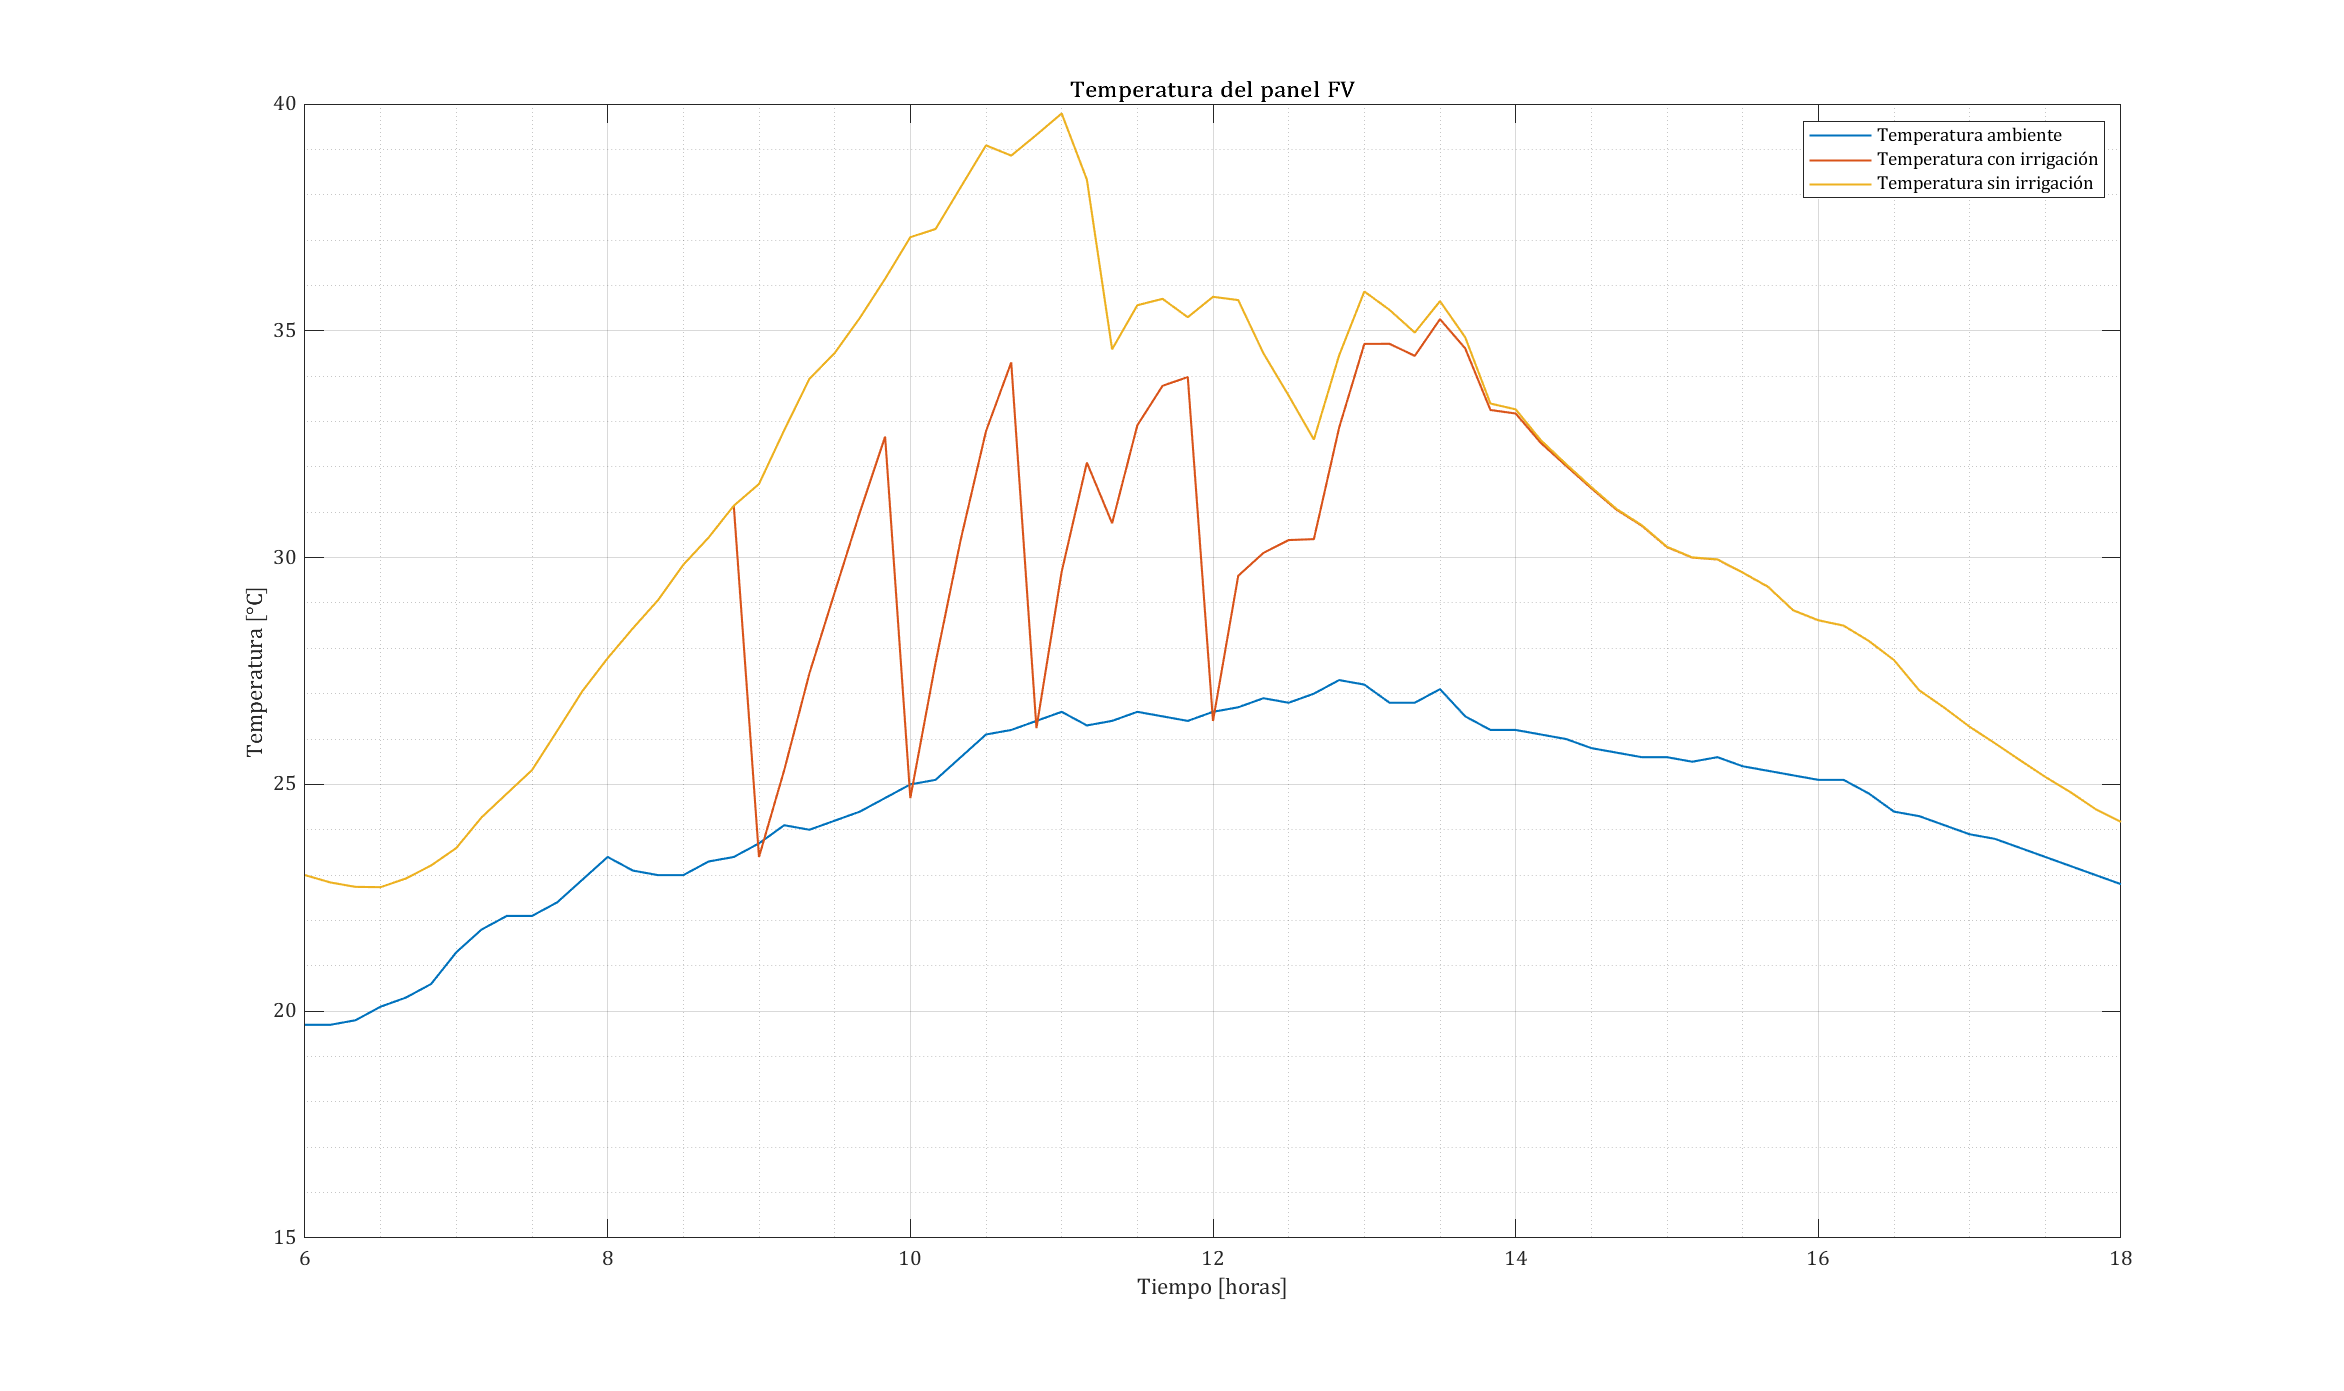 Temperatura del panel FV
Temperatura ambiente
Temperatura con irrigación
Temperatura sin irrigación
Temperatura [°C]
40
35
30
25
20
15
6 8 10 12 14 16 18
Tiempo [horas]